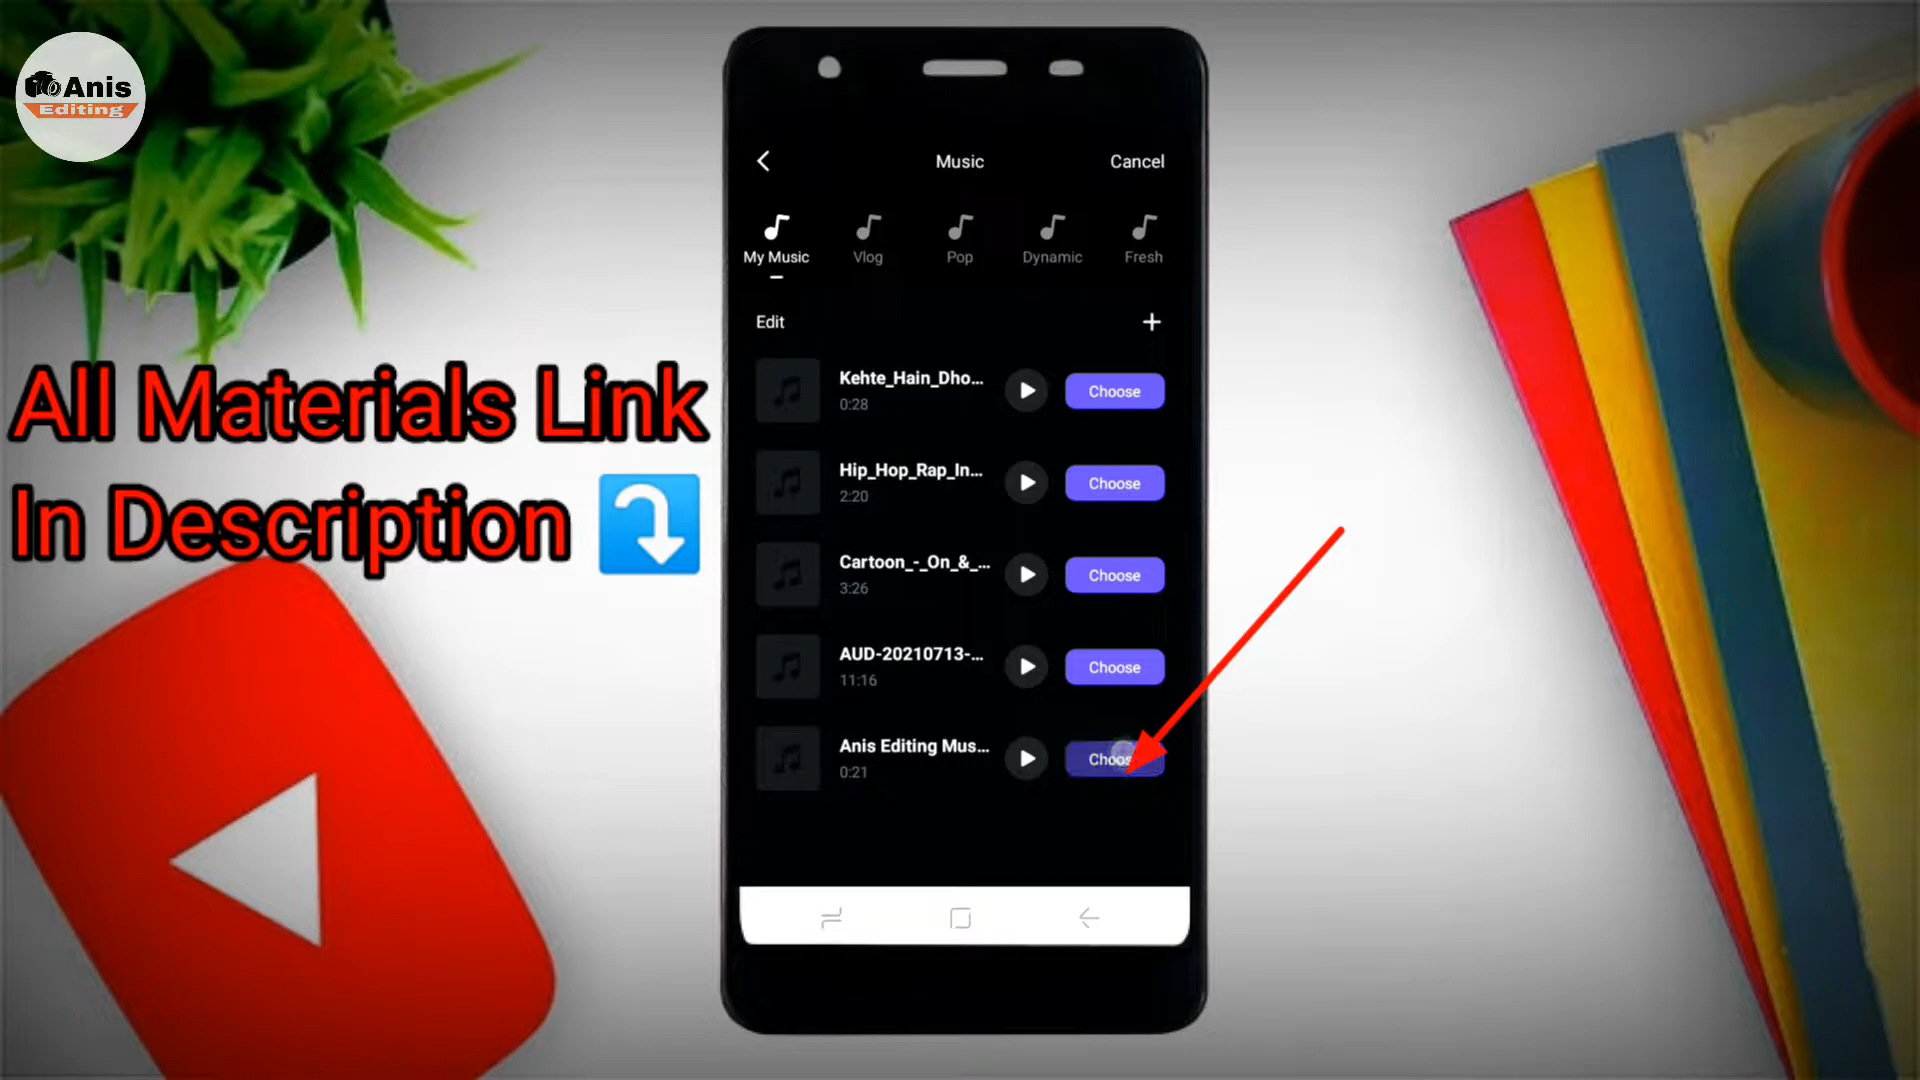 Anis
Editing
Music
Cancel
My Music
Vlog
Pop
Dynamic
Fresh
Edit
Kehte_Hain_Dho...
0:28
Choose
Hip_Hop_Rap_In...
2:20
Choose
Cartoon_-_On_&_...
3:26
Choose
AUD-20210713-...
11:16
Choose
Anis Editing Mus...
0:21
Choose
All Materials Link
In Description